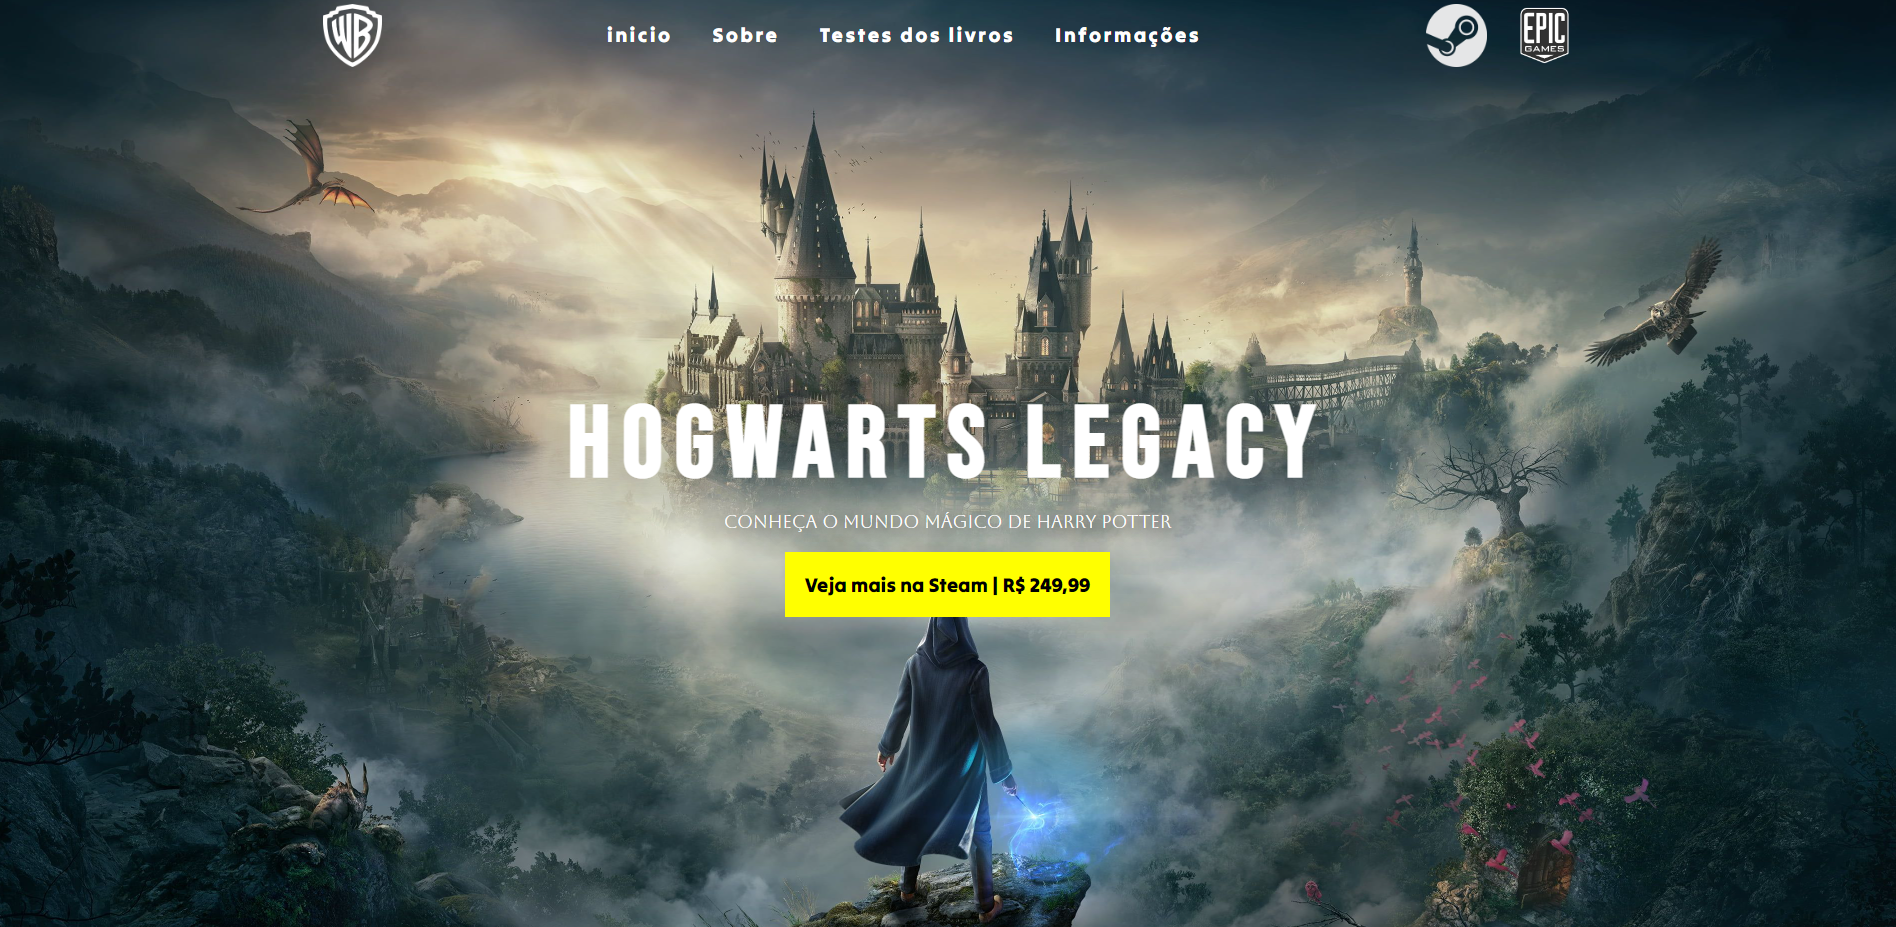 WB
inicio Sobre Testes dos livros Informações
EPIC
GAMES
HOGWARTS LEGACY
CONHEÇA O MUNDO MÁGICO DE HARRY POTTER
Veja mais na Steam | R$ 249,99